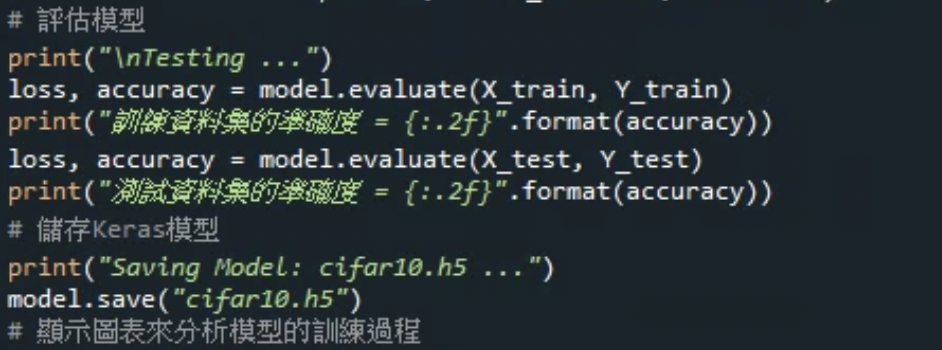 # 評估模型
print("\nTesting ...")
loss, accuracy = model.evaluate(X_train, Y_train)
print("訓練資料集的準確度 = {:.2f}".format(accuracy))
loss, accuracy = model.evaluate(X_test, Y_test)
print("測試資料集的準確度 = {:.2f}".format(accuracy))
# 儲存Keras模型
print("Saving Model: cifar10.h5 ...")
model.save("cifar10.h5")
# 顯示圖表來分析模型的訓練過程